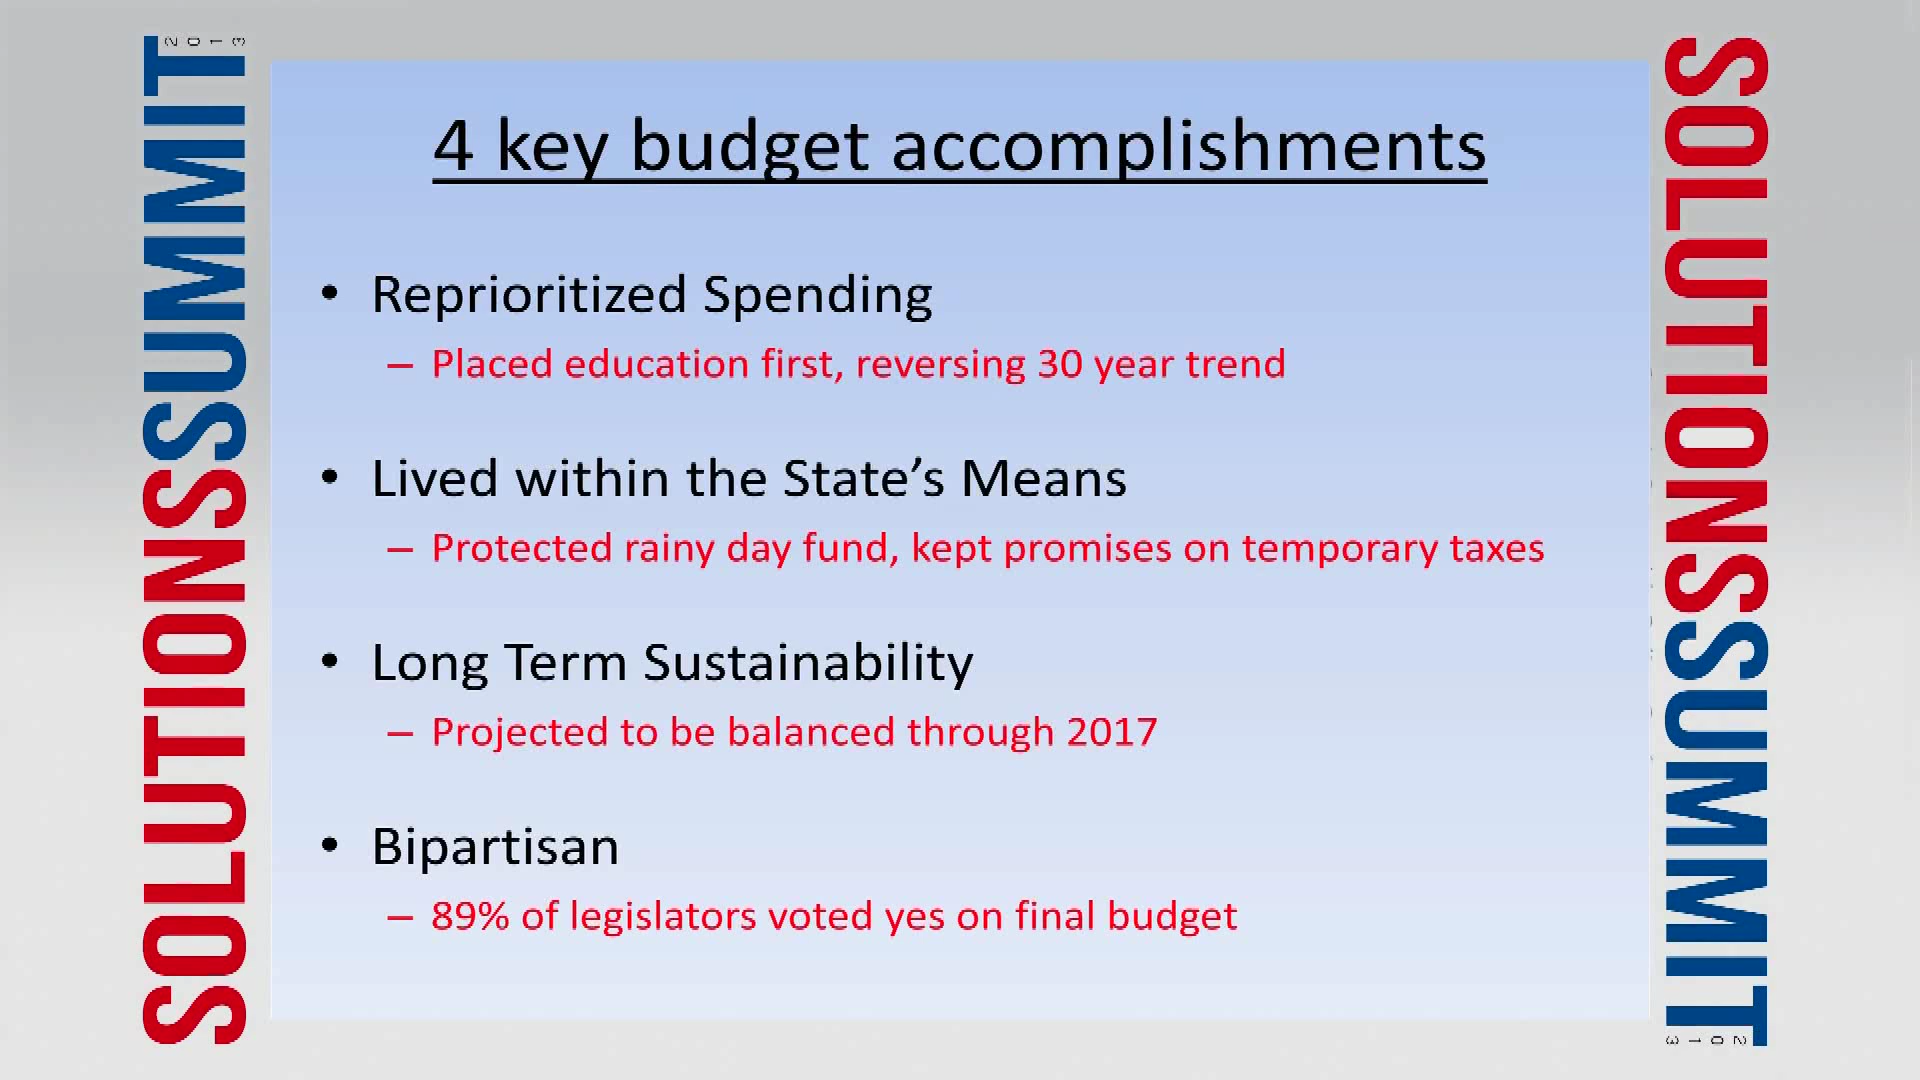 SOLUTIONSSUMMIT
2013
4 key budget accomplishments
• Reprioritized Spending
– Placed education first, reversing 30 year trend
• Lived within the State’s Means
– Protected rainy day fund, kept promises on temporary taxes
• Long Term Sustainability
– Projected to be balanced through 2017
• Bipartisan
– 89% of legislators voted yes on final budget
SOLUTIONSSUMMIT
2013